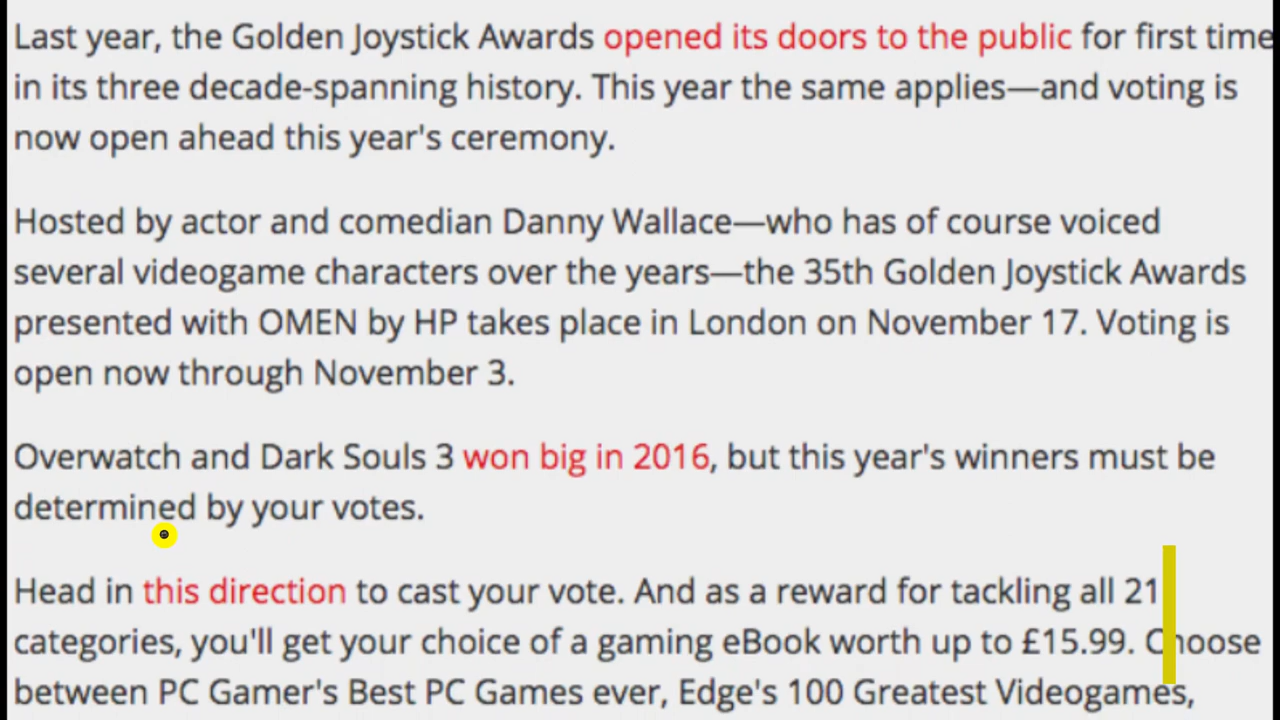 Last year, the Golden Joystick Awards opened its doors to the public for first time
in its three decade-spanning history. This year the same applies—and voting is
now open ahead this year's ceremony.
Hosted by actor and comedian Danny Wallace—who has of course voiced
several videogame characters over the years—the 35th Golden Joystick Awards
presented with OMEN by HP takes place in London on November 17. Voting is
open now through November 3.
Overwatch and Dark Souls 3 won big in 2016, but this year's winners must be
determined by your votes.
Head in this direction to cast your vote. And as a reward for tackling all 21
categories, you'll get your choice of a gaming eBook worth up to £15.99. Choose
between PC Gamer's Best PC Games ever, Edge's 100 Greatest Videogames,